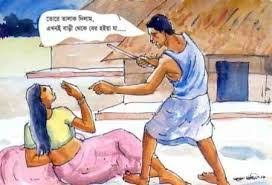 তোরে তালাক দিলাম,
এখনই বাড়ী থেকে বের হইয়া যা.....